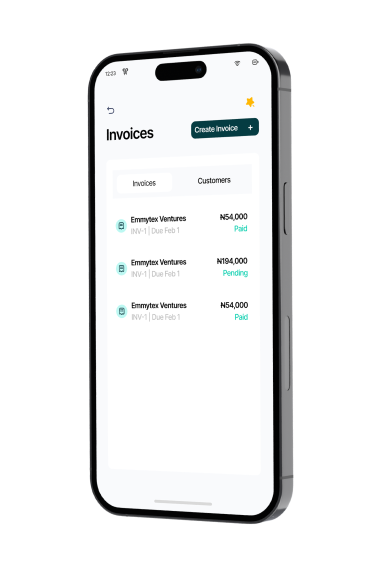 12:23
Invoices
Create Invoice +
Invoices
Customers
Emmytex Ventures
₦54,000
INV-1 | Due Feb 1
Paid
Emmytex Ventures
₦194,000
INV-1 | Due Feb 1
Pending
Emmytex Ventures
₦54,000
INV-1 | Due Feb 1
Paid